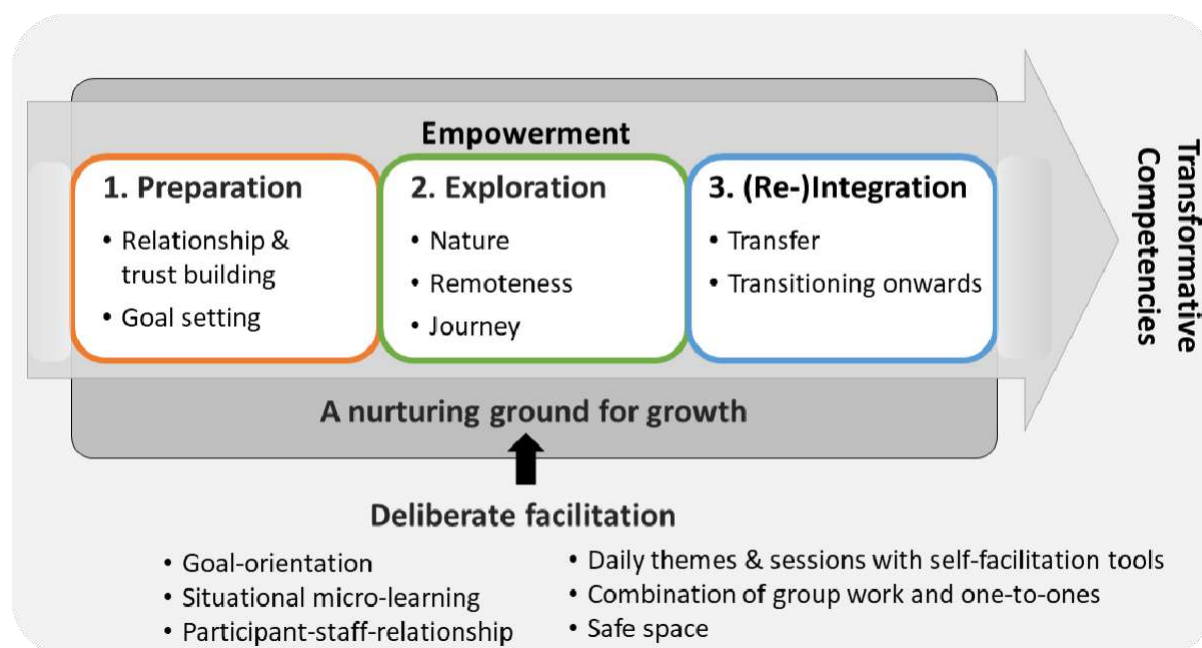 Empowerment
1. Preparation
• Relationship &
trust building
• Goal setting
2. Exploration
• Nature
• Remoteness
• Journey
3. (Re-)Integration
• Transfer
• Transitioning onwards
Transformative
Competencies
A nurturing ground for growth
Deliberate facilitation
• Goal-orientation
• Situational micro-learning
• Participant-staff-relationship
• Daily themes & sessions with self-facilitation tools
• Combination of group work and one-to-ones
• Safe space